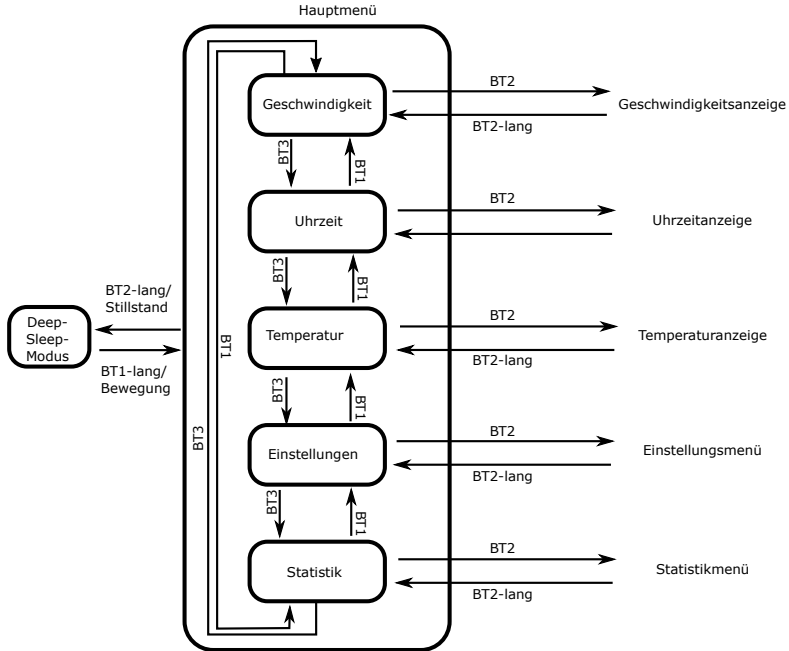 Hauptmenü
Geschwindigkeit
BT2
BT2-lang
Geschwindigkeitsanzeige
BT3
BT1
Uhrzeit
BT2
Uhrzeitanzeige
BT3
BT1
BT2-lang/
Stillstand
Deep-
Sleep-
Modus
BT1-lang/
Bewegung
BT1
BT3
Temperatur
BT2
BT2-lang
Temperaturanzeige
BT3
BT1
Einstellungen
BT2
BT2-lang
Einstellungsmenü
BT3
BT1
Statistik
BT2
BT2-lang
Statistikmenü